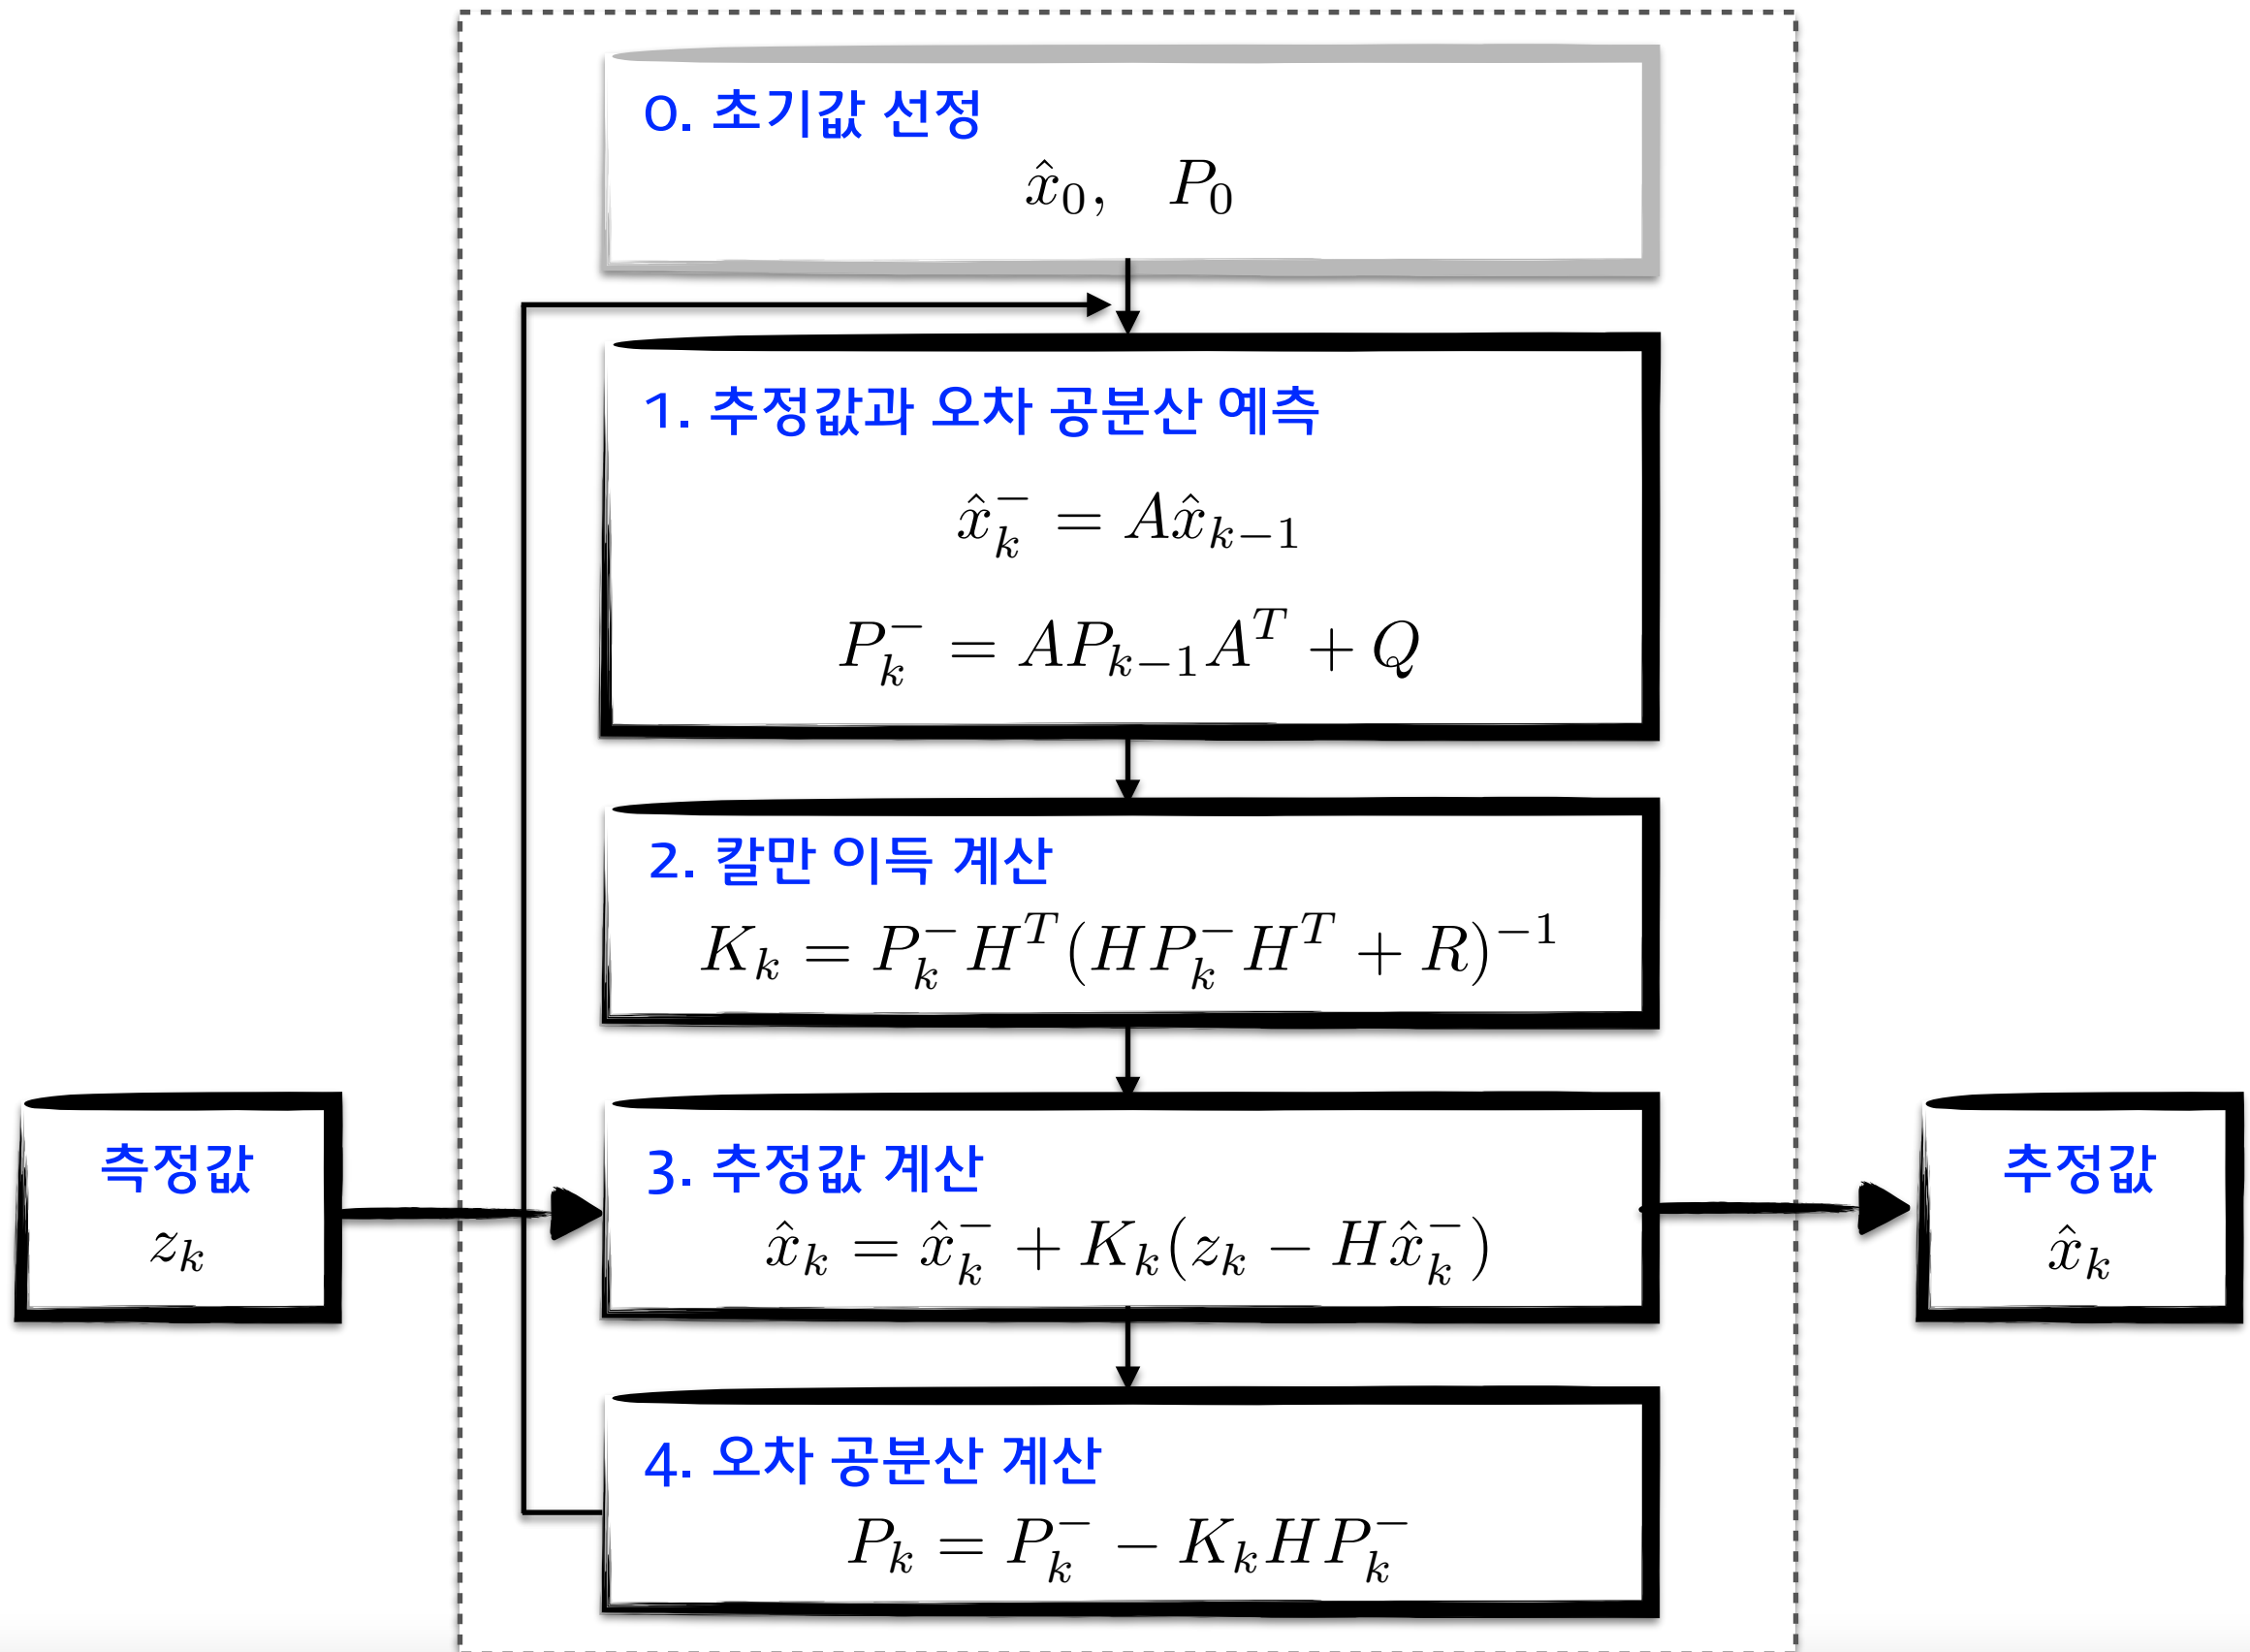 0. 초기값 선정
x̂₀, P₀
1. 추정값과 오차 공분산 예측
x̂ₖ⁻ = Ax̂ₖ₋₁
Pₖ⁻ = APₖ₋₁Aᵀ + Q
2. 칼만 이득 계산
Kₖ = Pₖ⁻Hᵀ(HPₖ⁻Hᵀ + R)⁻¹
측정값
zₖ
3. 추정값 계산
x̂ₖ = x̂ₖ⁻ + Kₖ(zₖ − Hx̂ₖ⁻)
추정값
x̂ₖ
4. 오차 공분산 계산
Pₖ = Pₖ⁻ − KₖHPₖ⁻